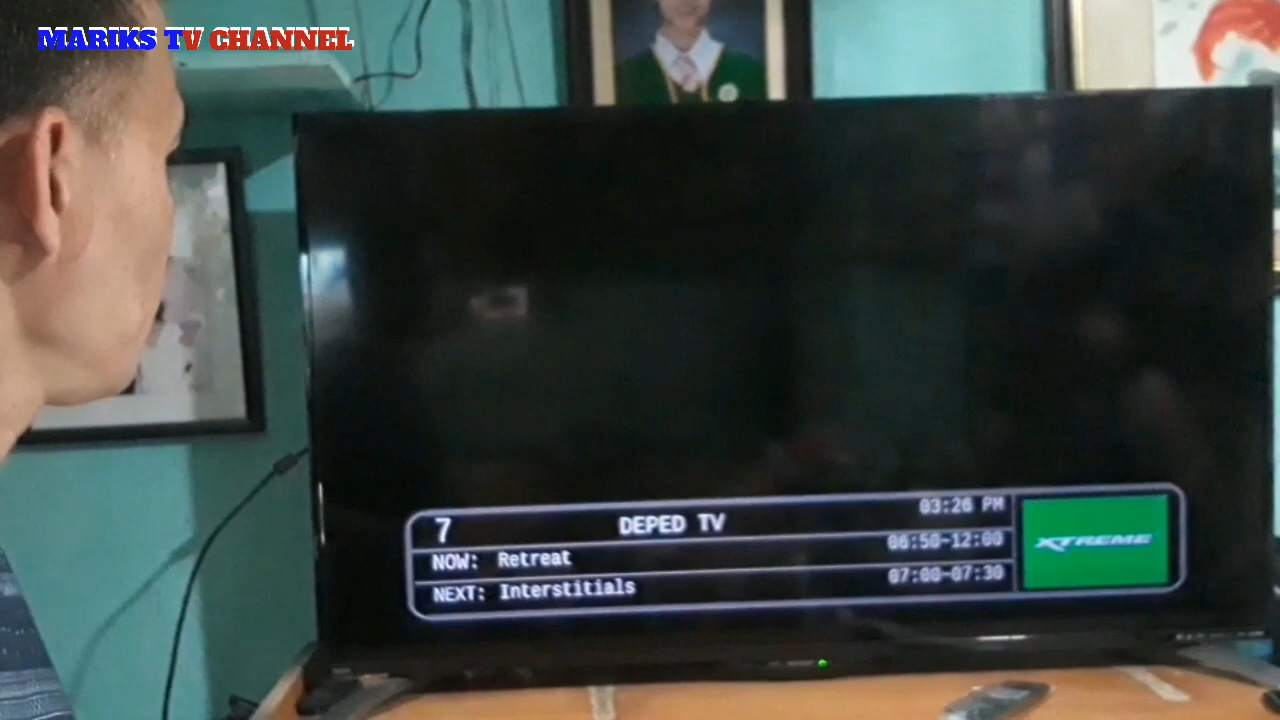 MARIKS TV CHANNEL
7 DEPED TV 03:26 PM
NOW: Retreat 06:50-12:00
NEXT: Interstitials 07:00-07:30
XTREME